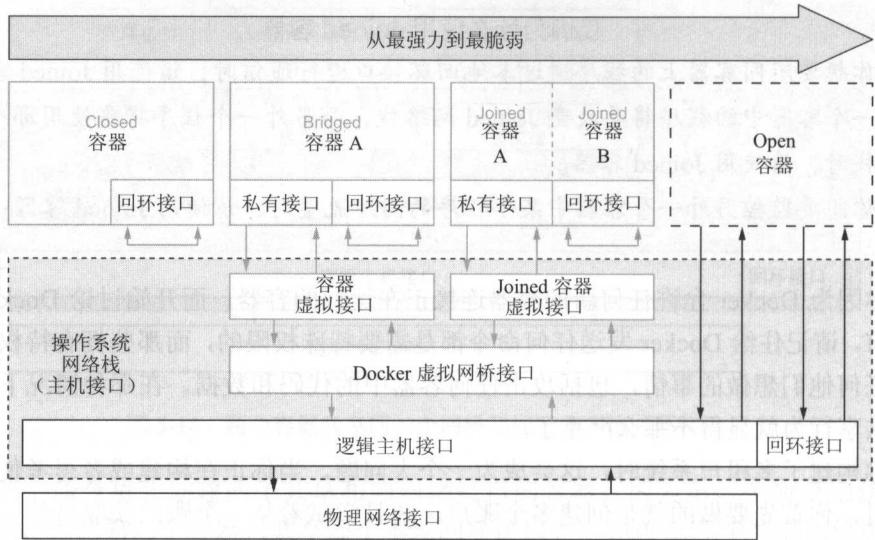 从最强力到最脆弱
Closed
容器
Bridged
容器 A
Joined
容器
A
Joined
容器
B
Open
容器
回环接口
私有接口
回环接口
私有接口
回环接口
容器
虚拟接口
Joined 容器
虚拟接口
操作系统
网络栈
(主机接口)
Docker 虚拟网桥接口
逻辑主机接口
回环接口
物理网络接口